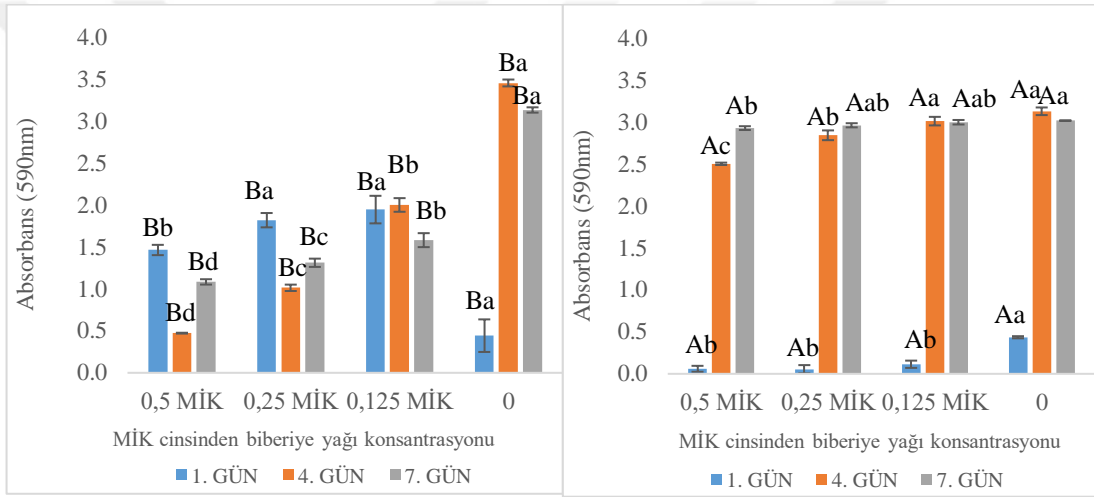 4.0
3.5
3.0
2.5
2.0
1.5
1.0
0.5
0.0
Absorbans (590nm)
Bb
Bd
Bd
Ba
Bc
Bc
Ba
Bb
Bb
Ba
Ba
Ba
0,5 MİK
0,25 MİK
0,125 MİK
0
MİK cinsinden biberiye yağı konsantrasyonu
1. GÜN
4. GÜN
7. GÜN
4.0
3.5
3.0
2.5
2.0
1.5
1.0
0.5
0.0
Absorbans (590nm)
Ab
Ac
Ab
Ab
Ab
Aab
Ab
Aa
Aab
Aa
Aa
Aa
0,5 MİK
0,25 MİK
0,125 MİK
0
MİK cinsinden biberiye yağı konsantrasyonu
1. GÜN
4. GÜN
7. GÜN